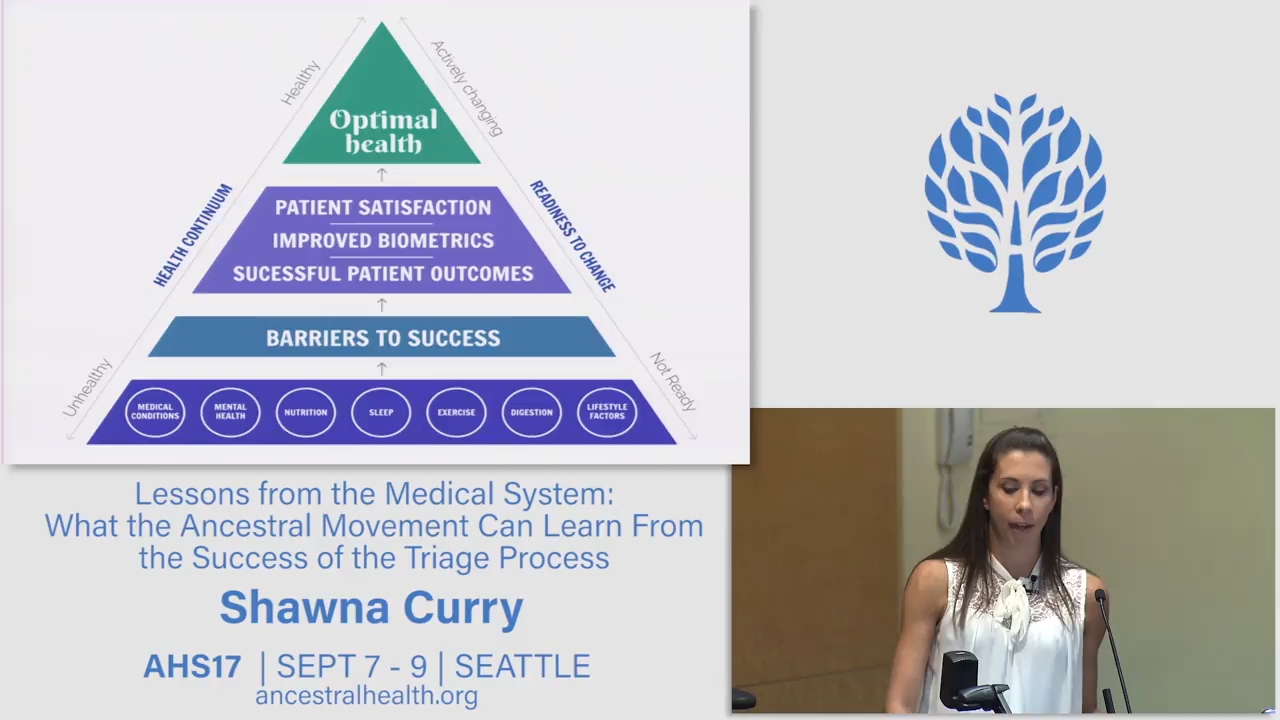 Healthy
Actively changing
Optimal
health
HEALTH CONTINUUM
READINESS TO CHANGE
PATIENT SATISFACTION
IMPROVED BIOMETRICS
SUCESSFUL PATIENT OUTCOMES
BARRIERS TO SUCCESS
Unhealthy
Not Ready
MEDICAL
CONDITIONS
MENTAL
HEALTH
NUTRITION
SLEEP
EXERCISE
DIGESTION
LIFESTYLE
FACTORS
Lessons from the Medical System:
What the Ancestral Movement Can Learn From
the Success of the Triage Process
Shawna Curry
AHS17 | SEPT 7 - 9 | SEATTLE
ancestralhealth.org